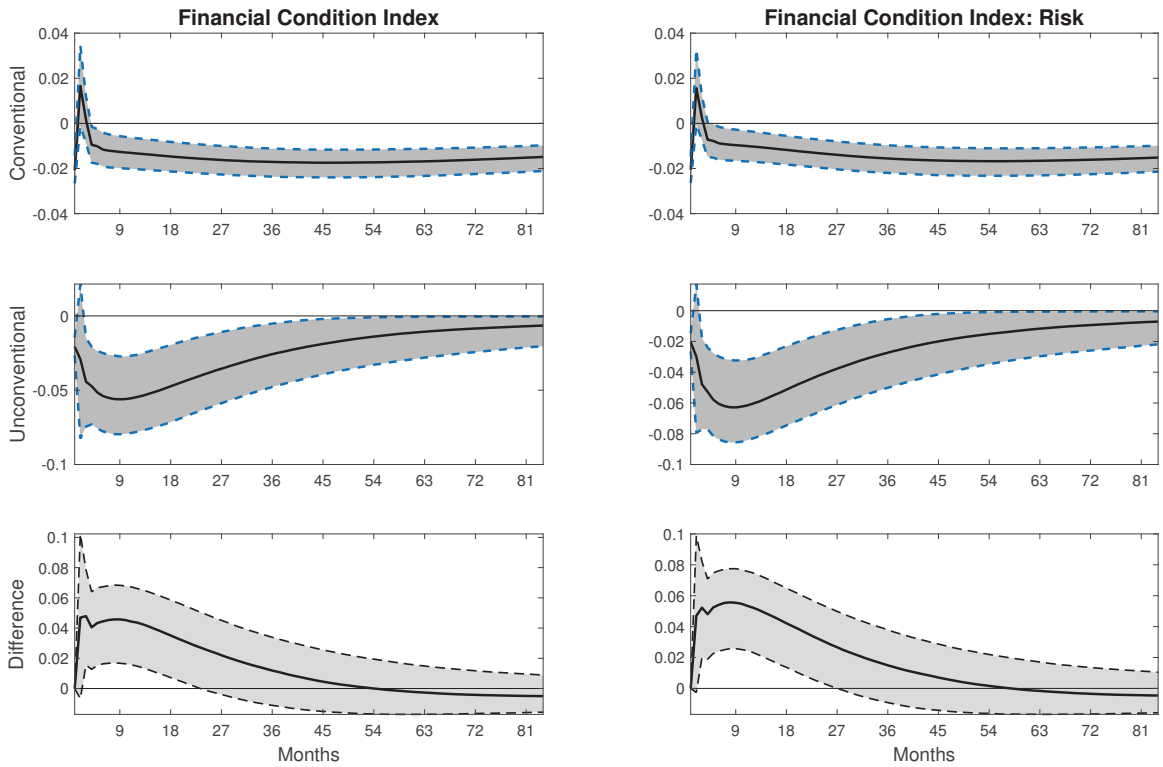 Financial Condition Index
Financial Condition Index: Risk
Conventional
0.04
0.02
0
-0.02
-0.04
9 18 27 36 45 54 63 72 81
0.04
0.02
0
-0.02
-0.04
9 18 27 36 45 54 63 72 81
Unconventional
0
-0.05
-0.1
9 18 27 36 45 54 63 72 81
0
-0.02
-0.04
-0.06
-0.08
-0.1
9 18 27 36 45 54 63 72 81
Difference
0.1
0.08
0.06
0.04
0.02
0
9 18 27 36 45 54 63 72 81
Months
0.1
0.08
0.06
0.04
0.02
0
9 18 27 36 45 54 63 72 81
Months